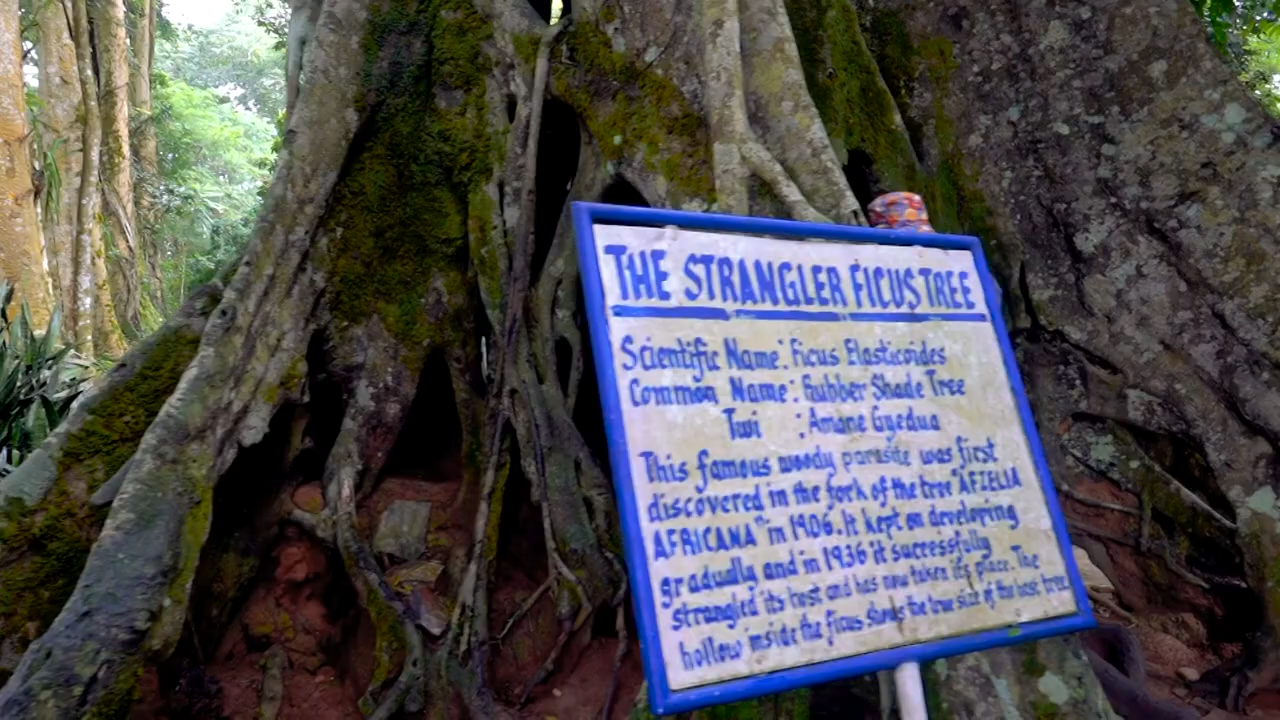 THE STRANGLER FICUS TREE
Scientific Name: Ficus Elasticoides
Common Name: Rubber Shade Tree
Twi : Amane Gyedua
This famous woody parasite was first
discovered in the fork of the tree "AFZELIA
AFRICANA" in 1906. It kept on developing
gradually and in 1936 it successfully
strangled its host and has now taken its place. The
hollow inside the ficus shows the true size of the host tree.